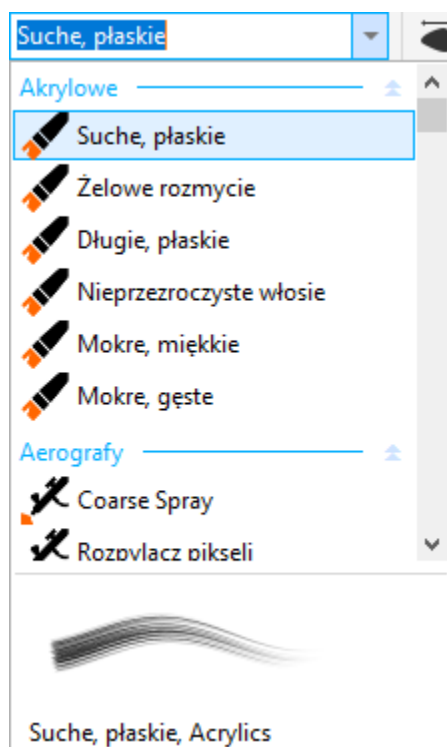 Suche, płaskie
Akrylowe
Suche, płaskie
Żelowe rozmycie
Długie, płaskie
Nieprzezroczyste włosie
Mokre, miękkie
Mokre, gęste
Aerografy
Coarse Spray
Rozpylacz pikseli
Suche, płaskie, Acrylics